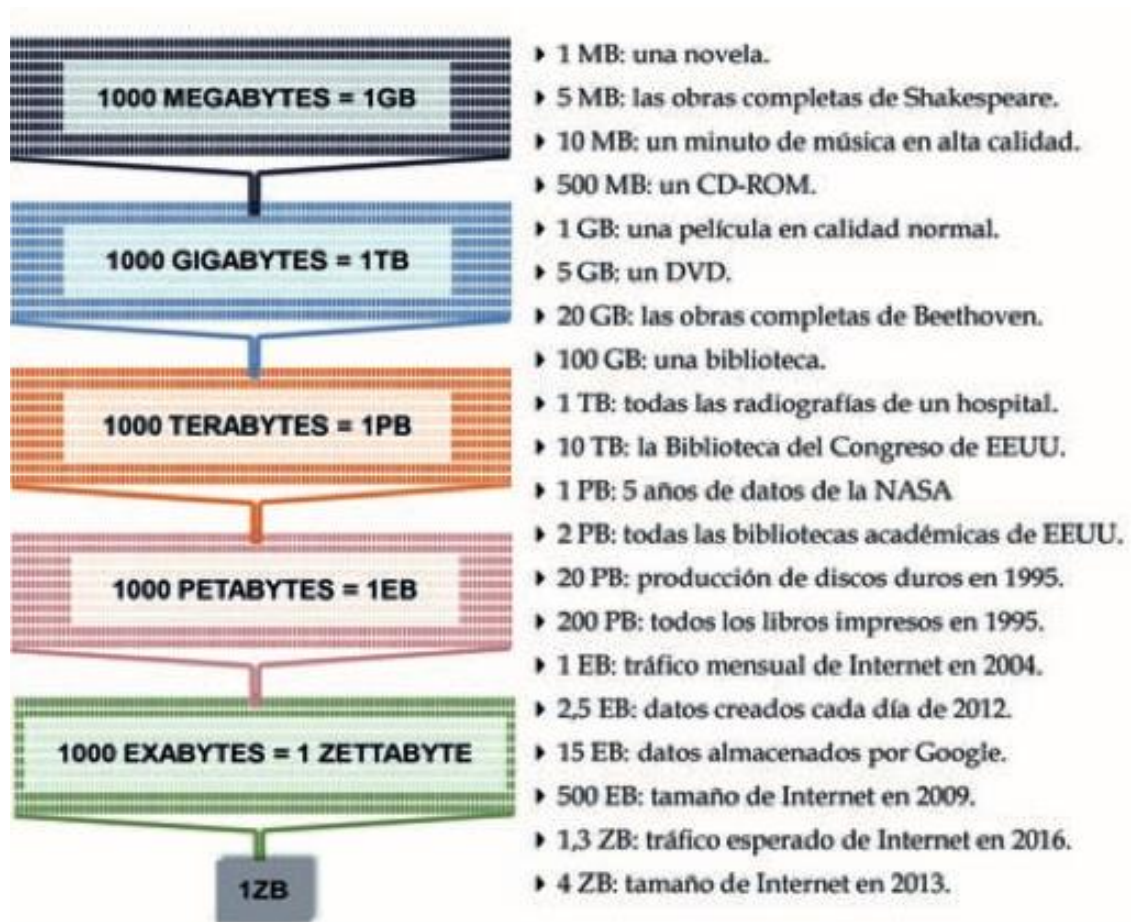 1000 MEGABYTES = 1GB
1000 GIGABYTES = 1TB
1000 TERABYTES = 1PB
1000 PETABYTES = 1EB
1000 EXABYTES = 1 ZETTABYTE
1ZB
1 MB: una novela.
5 MB: las obras completas de Shakespeare.
10 MB: un minuto de música en alta calidad.
500 MB: un CD-ROM.
1 GB: una película en calidad normal.
5 GB: un DVD.
20 GB: las obras completas de Beethoven.
100 GB: una biblioteca.
1 TB: todas las radiografías de un hospital.
10 TB: la Biblioteca del Congreso de EEUU.
1 PB: 5 años de datos de la NASA
2 PB: todas las bibliotecas académicas de EEUU.
20 PB: producción de discos duros en 1995.
200 PB: todos los libros impresos en 1995.
1 EB: tráfico mensual de Internet en 2004.
2,5 EB: datos creados cada día de 2012.
15 EB: datos almacenados por Google.
500 EB: tamaño de Internet en 2009.
1,3 ZB: tráfico esperado de Internet en 2016.
4 ZB: tamaño de Internet en 2013.